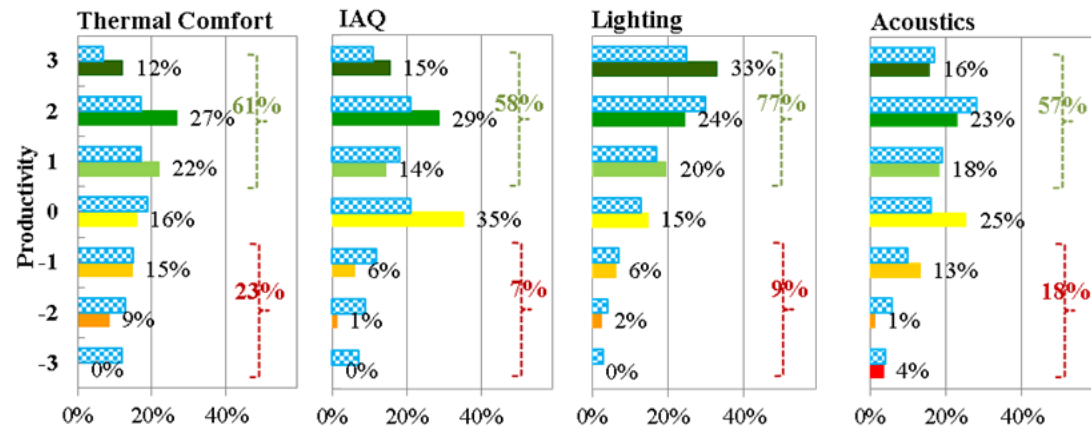 Thermal Comfort IAQ Lighting Acoustics
3 12% 15% 33% 16%
61% 58% 77% 57%
2 27% 29% 24% 23%
1 22% 14% 20% 18%
Productivity
0 16% 35% 15% 25%
-1 15% 6% 6% 13%
23% 7% 9% 18%
-2 9% 1% 2% 1%
-3 0% 0% 0% 4%
0% 20% 40% 0% 20% 40% 0% 20% 40% 0% 20% 40%